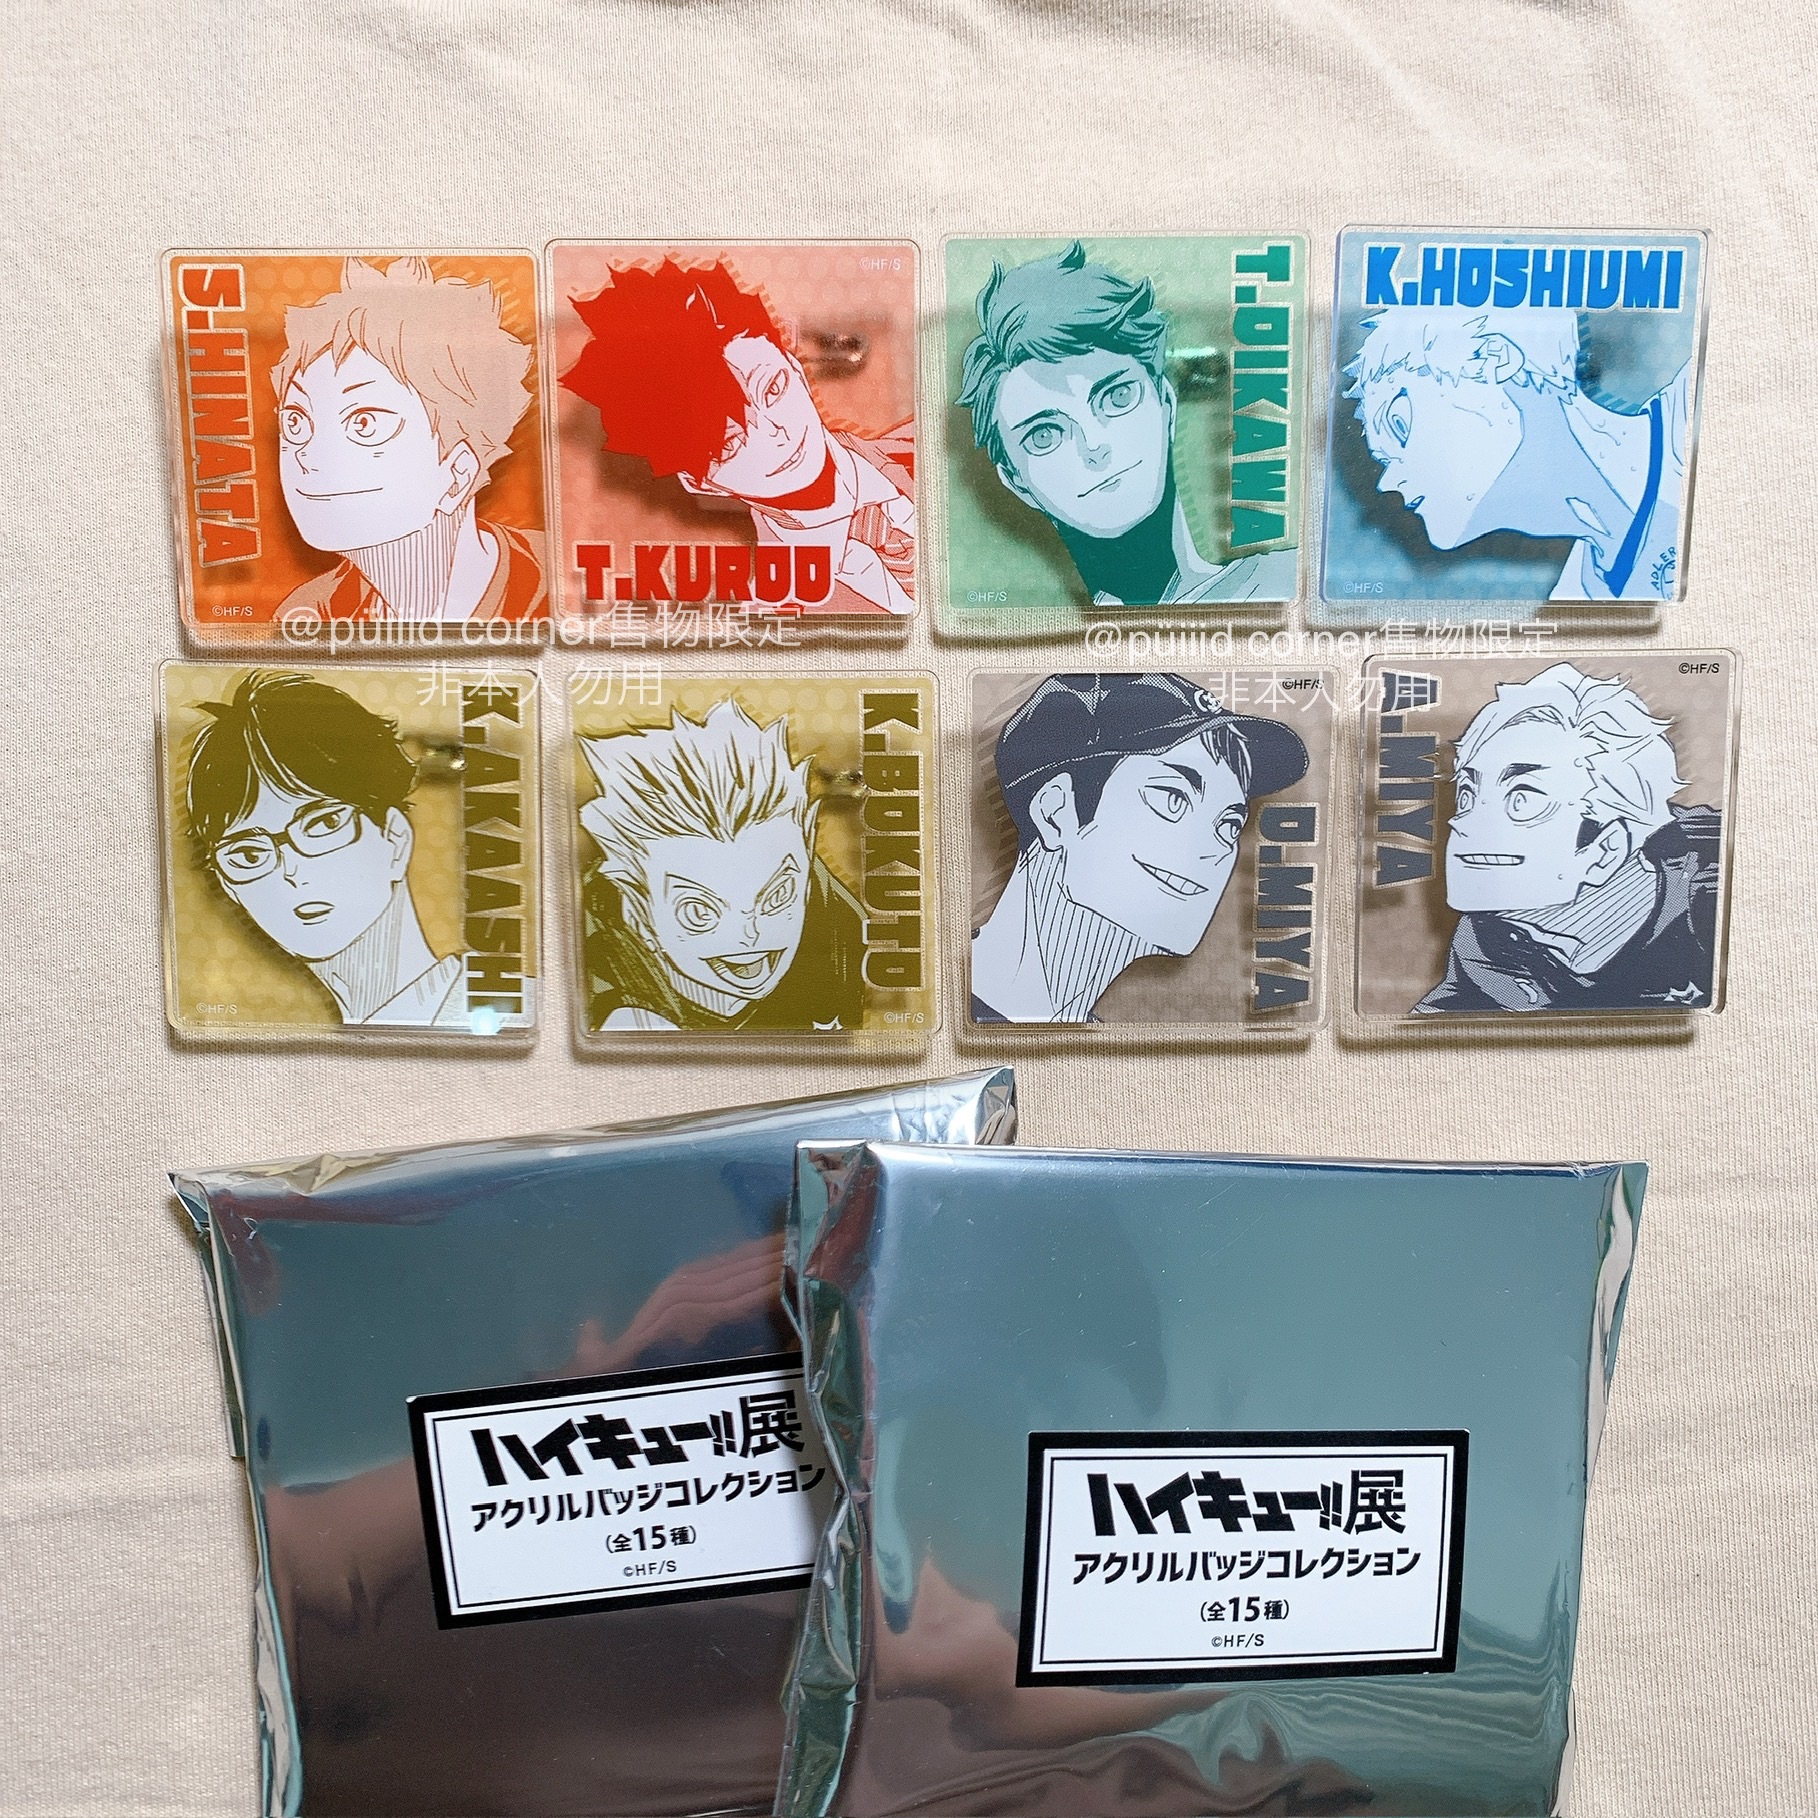 S.HINATA
©HF/S
©HF/S
T.KUROO
T.OIKAWA
©HF/S
K.HOSHIUMI
©HF/S
ADLER
@püiiid corner售物限定
非本人勿用
@püiiid corner售物限定
非本人勿用
K.AKAASHI
©HF/S
K.BOKUTO
©HF/S
©HF/S
O.MIYA
A.MIYA
©HF/S
ハイキュー!!展
アクリルバッジコレクション
(全15種)
©HF/S
ハイキュー!!展
アクリルバッジコレクション
(全15種)
©HF/S